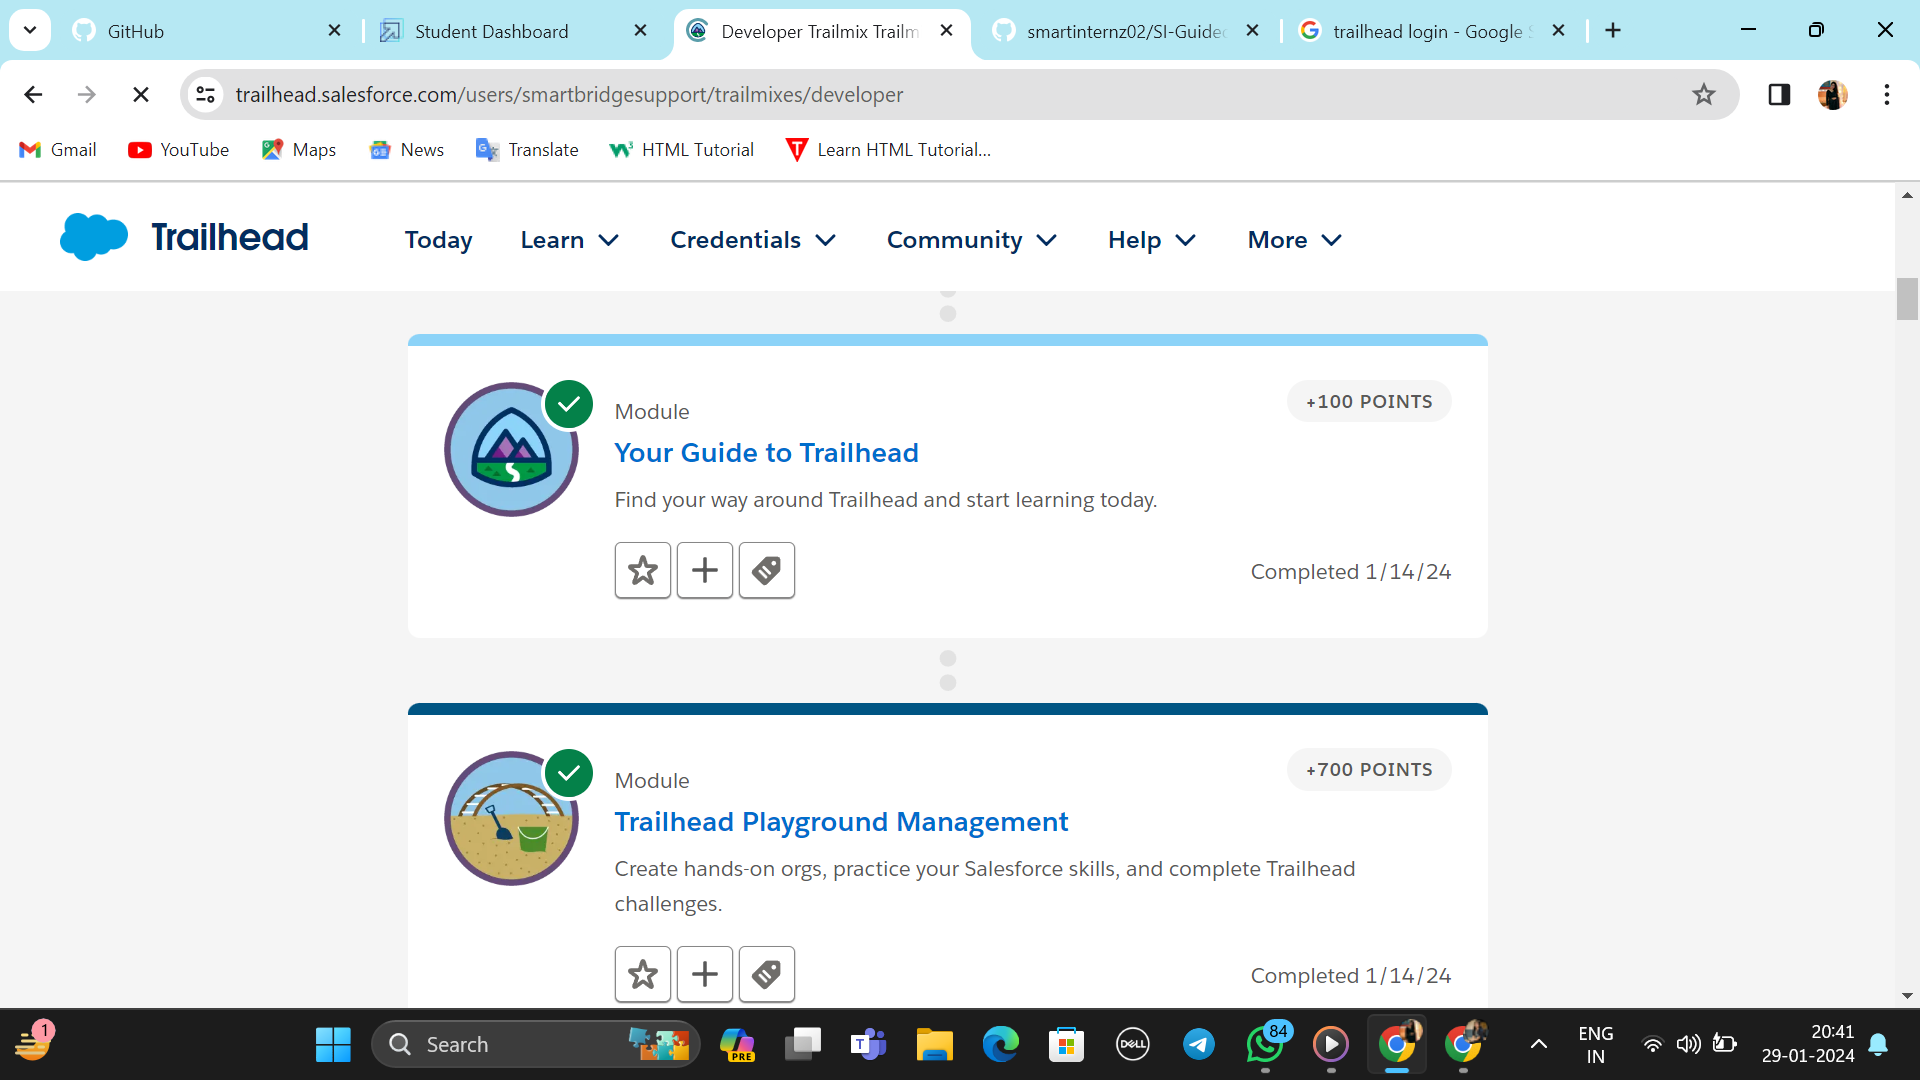 GitHub
Student Dashboard
Developer Trailmix Trailm
smartinternz02/SI-Guided
trailhead login - Google S
trailhead.salesforce.com/users/smartbridgesupport/trailmixes/developer
Gmail
YouTube
Maps
News
Translate
HTML Tutorial
Learn HTML Tutorial...
Trailhead
Today
Learn
Credentials
Community
Help
More
Module
+100 POINTS
Your Guide to Trailhead
Find your way around Trailhead and start learning today.
Completed 1/14/24
Module
+700 POINTS
Trailhead Playground Management
Create hands-on orgs, practice your Salesforce skills, and complete Trailhead
challenges.
Completed 1/14/24
1
Search
PRE
T
DELL
84
ENG
IN
20:41
29-01-2024